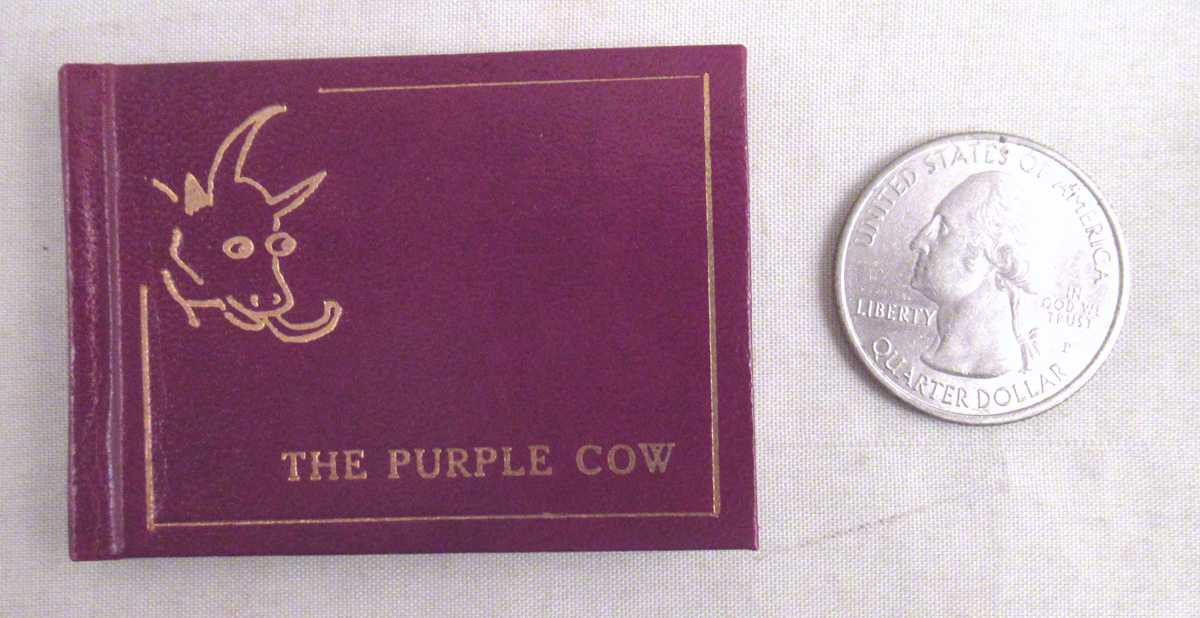 THE PURPLE COW
UNITED STATES OF AMERICA
LIBERTY
IN
GOD WE
TRUST
P
QUARTER DOLLAR